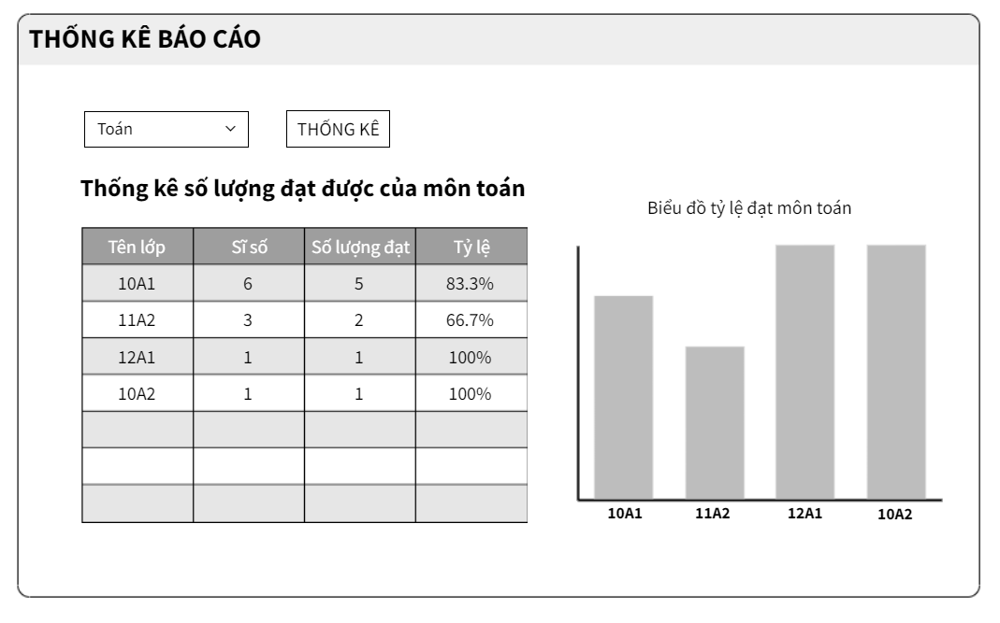 THỐNG KÊ BÁO CÁO
Toán
THỐNG KÊ
Thống kê số lượng đạt được của môn toán
Tên lớp Sĩ số Số lượng đạt Tỷ lệ
10A1 6 5 83.3%
11A2 3 2 66.7%
12A1 1 1 100%
10A2 1 1 100%
Biểu đồ tỷ lệ đạt môn toán
10A1 11A2 12A1 10A2